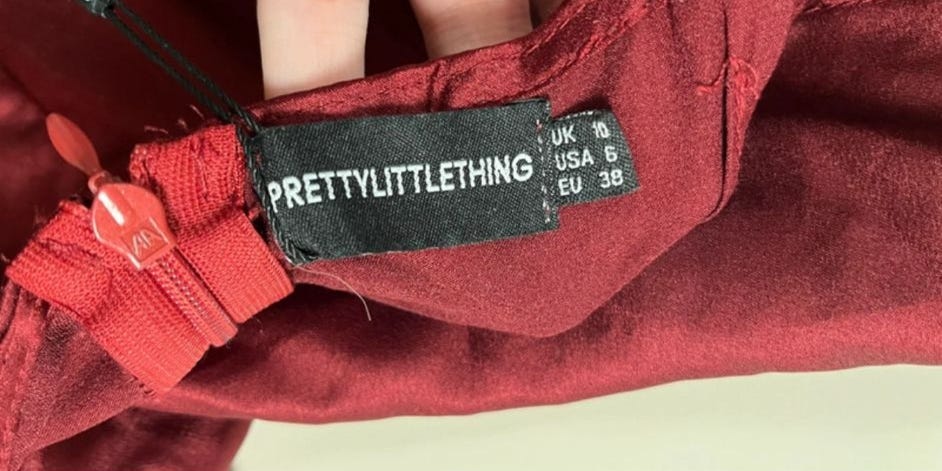 PRETTYLITTLETHING
UK 10
USA 6
EU 38